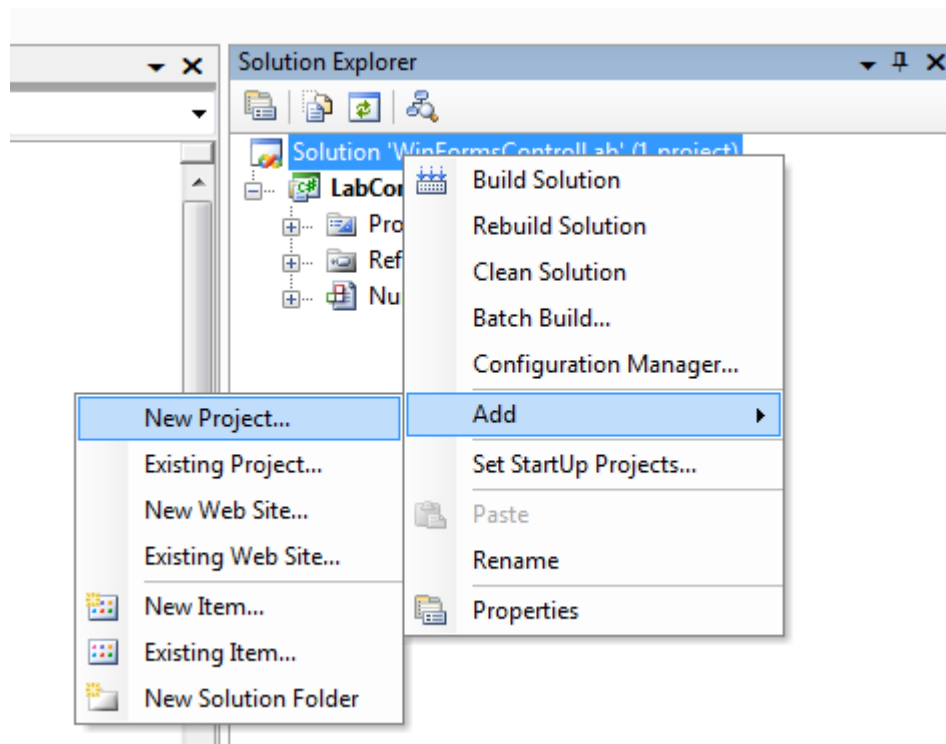 Solution Explorer
Solution 'WinFormsControlLab' (1 project)
Build Solution
Rebuild Solution
Clean Solution
Batch Build...
Configuration Manager...
Add
Set StartUp Projects...
Paste
Rename
Properties
New Project...
Existing Project...
New Web Site...
Existing Web Site...
New Item...
Existing Item...
New Solution Folder